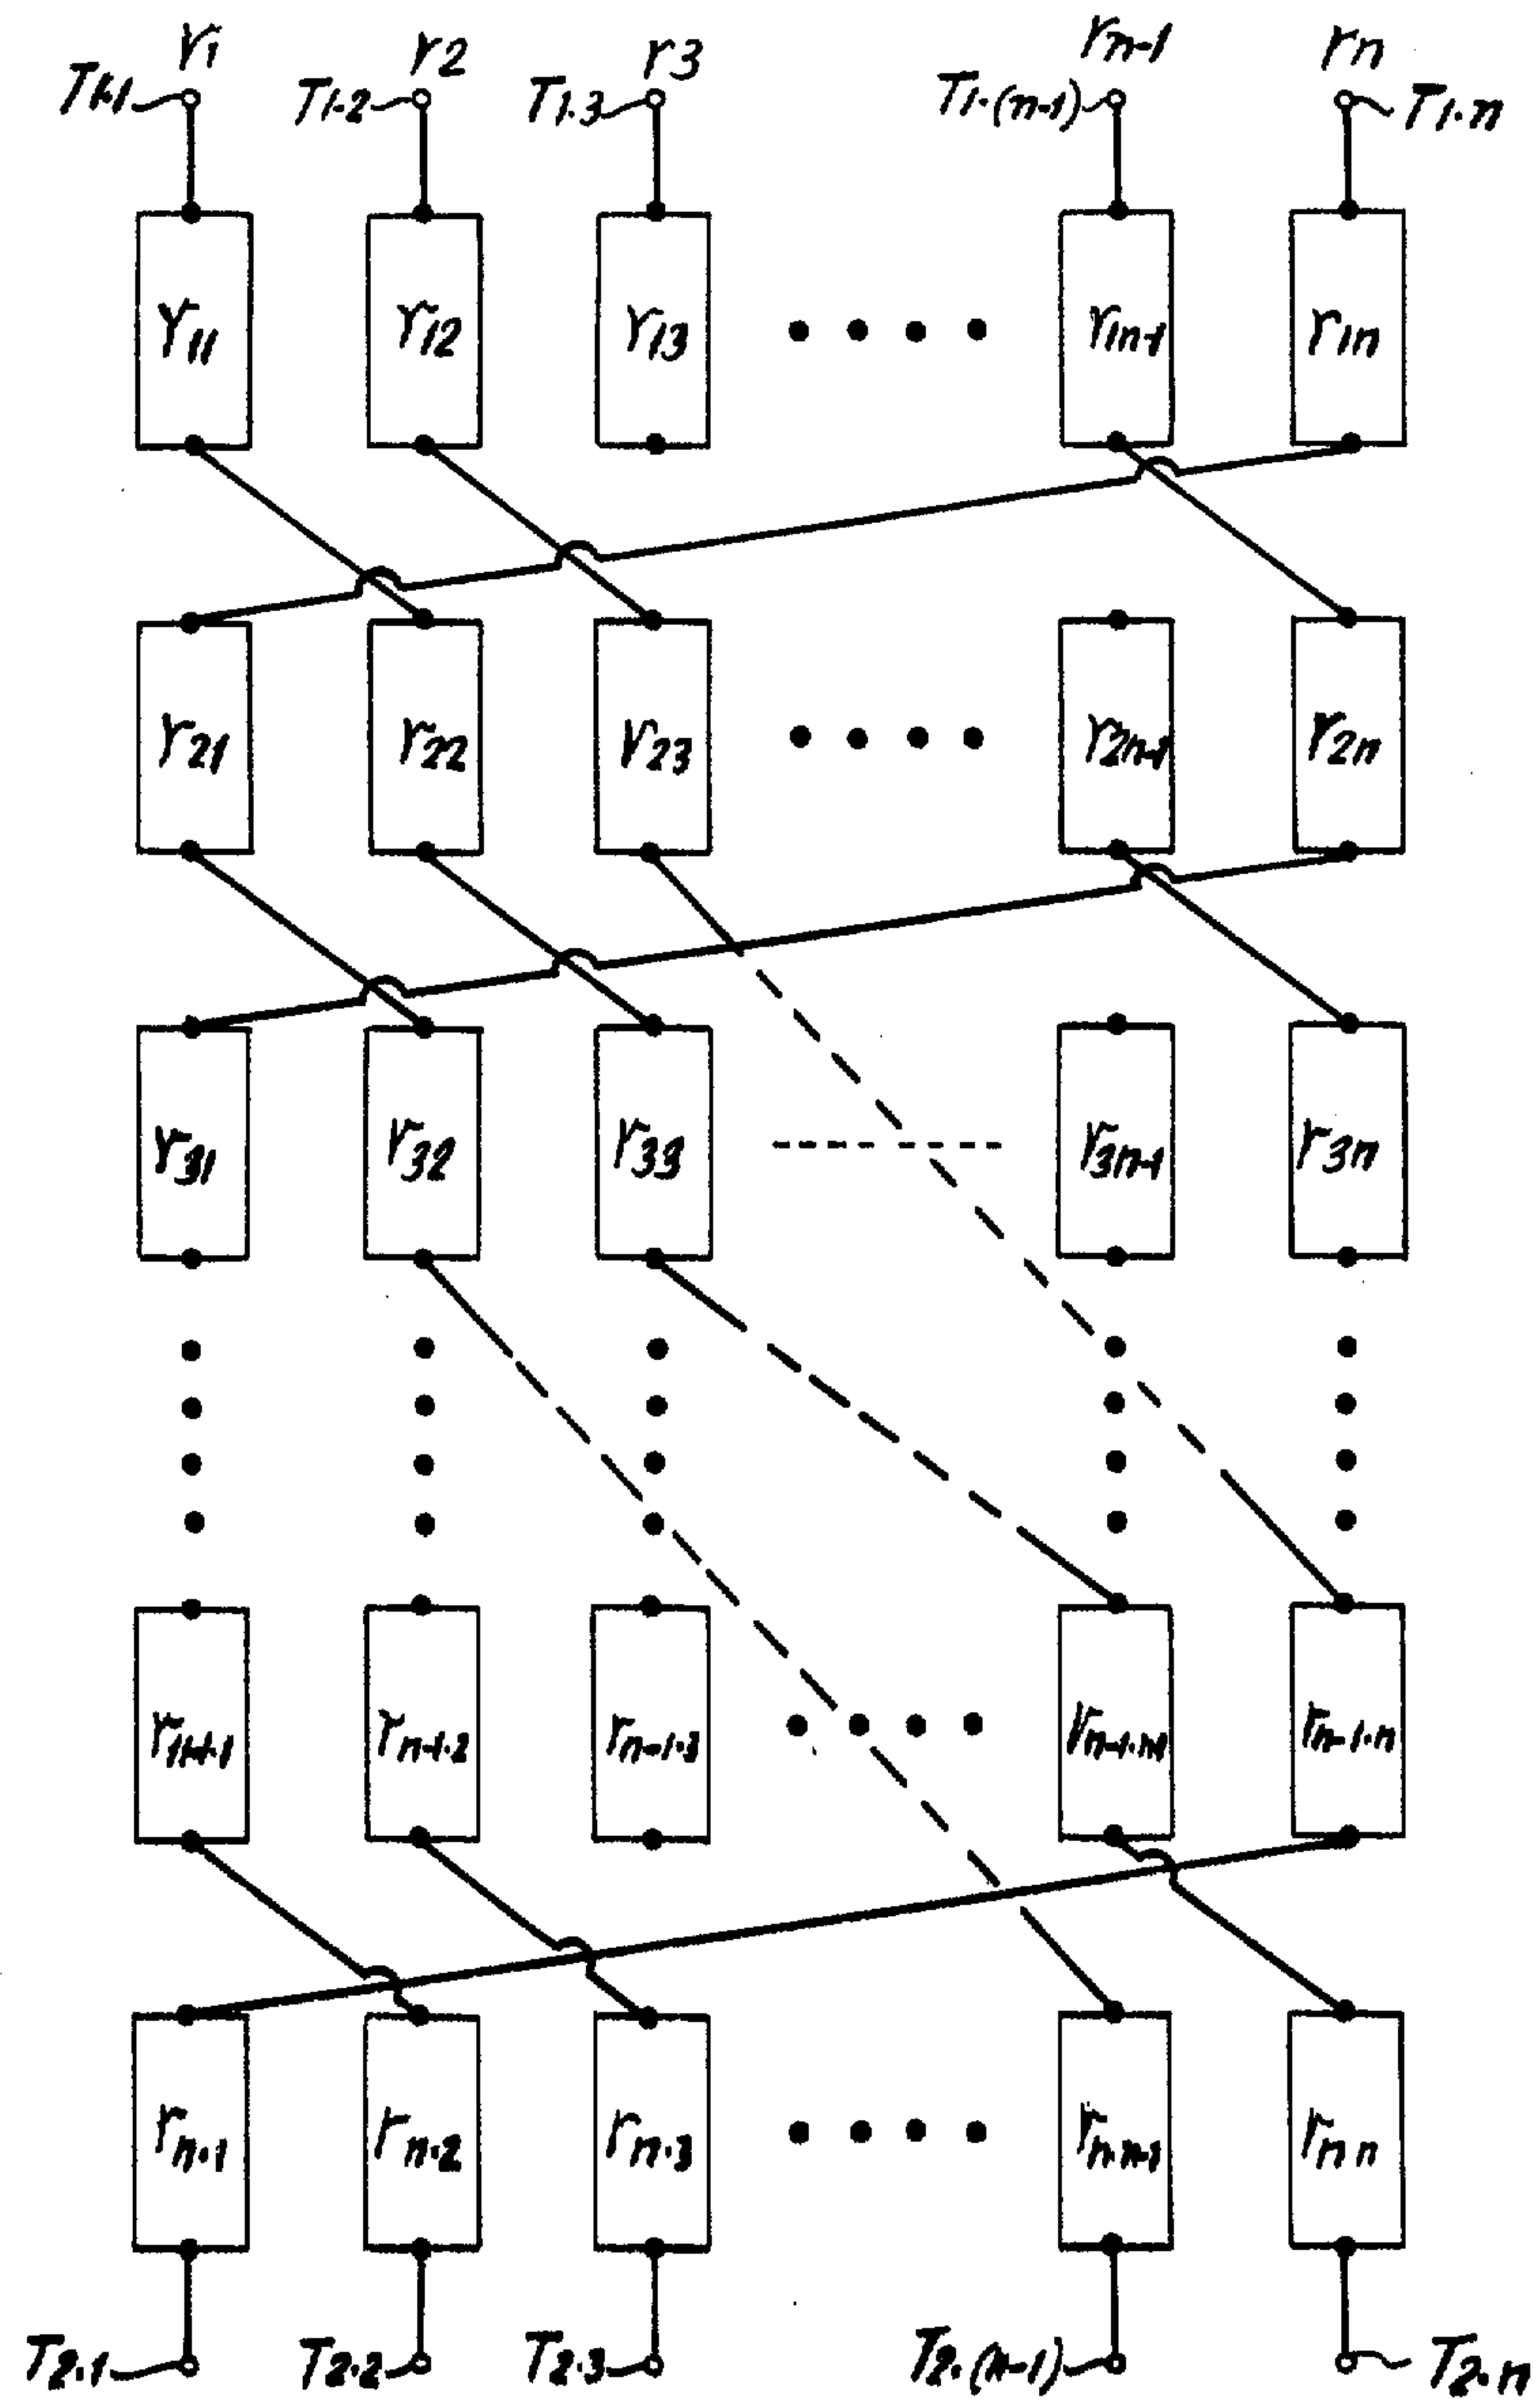 r1 r2 r3 rn-1 rn
T1-1 T1-2 T1.3 T1.(n-1) T1.n
r11 r12 r13 r1n-1 r1n
r21 r22 r23 r2n-1 r2n
r31 r32 r33 r3n-1 r3n
rn-1.1 rn-1.2 rn-1.3 rn-1.n-1 rn-1.n
rn.1 rn.2 rn.3 rn n-1 rn n
T2.1 T2.2 T2.3 T2.(n-1) T2.n